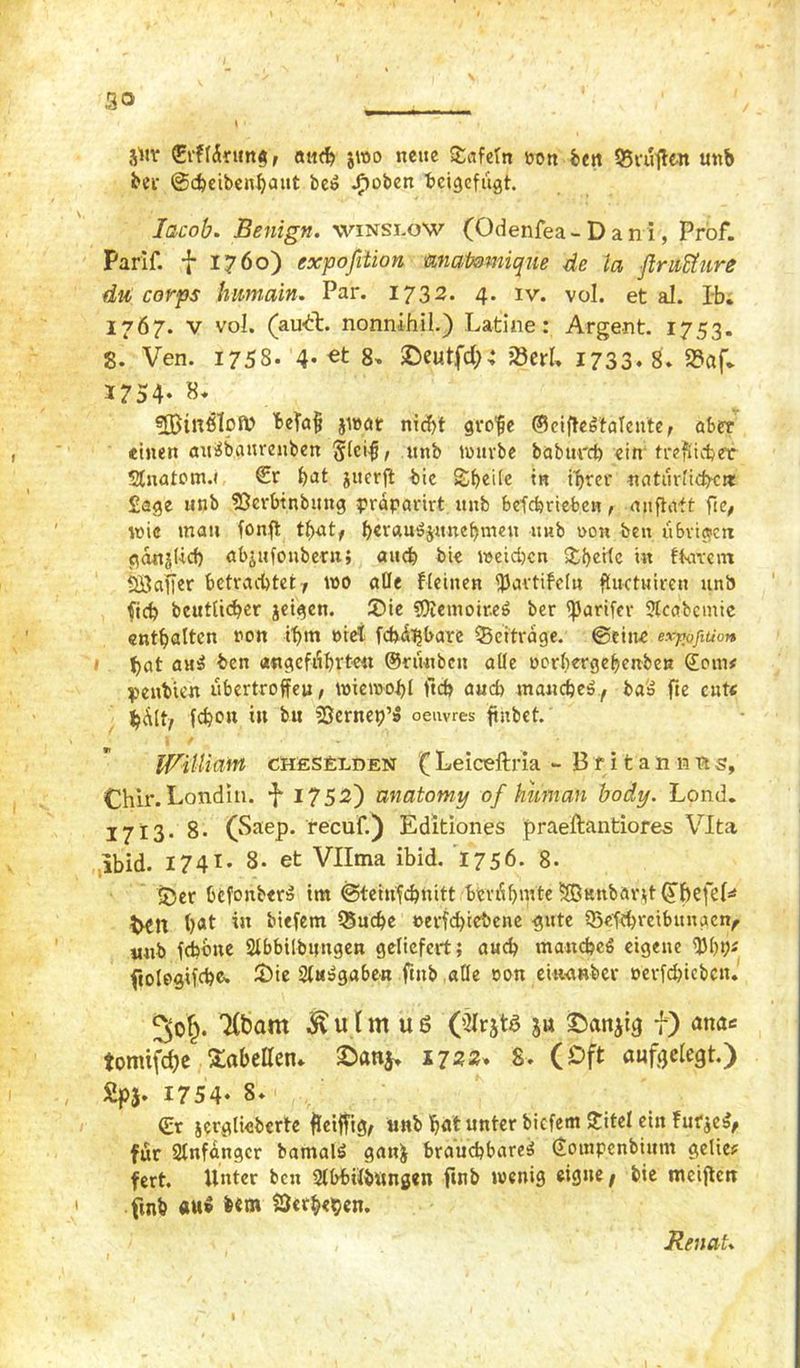 30
zur Erklärung, auch zwo neue Tafeln von den Brüsten und
der Scheidenhaut des Hoden beigefügt.
Iacob. Benign. WINSLOW (Odenſea-Dani, Prof.
Pariſ. † 1760) expoſition anatomique de la ſtructure
du corps humain. Par. 1732. 4. IV. vol. et al. Ib.
1767. V vol. (auct. nonnihil.) Latine: Argent. 1753.
8. Ven. 1758. 4. et 8. Deutſch: Berl. 1733. 8. Baſ.
1754. 8.
Winslow beſaß zwar nicht große Geiſtestalente, aber
einen ausdaurenden Fleiß, und wurde dadurch ein treflicher
Anatom. Er hat zuerſt die Theile in ihrer natürlichen
Lage und Verbindung präparirt und beſchrieben, anſtatt ſie,
wie man ſonſt that, herauszunehmen und von den übrigen
gänzlich abzuſondern; auch die weichen Theile in klarem
Waſſer betrachtet, wo alle kleinen Partikeln fluctuiren und
ſich deutlicher zeigen. Die Memoires der Pariſer Academie
enthalten von ihm viel ſchätzbare Beiträge. Seine expoſition
hat aus den angeführten Gründen alle vorhergehenden Com-
pendien übertroffen, wiewohl ſich auch manches, das ſie ent-
hält, ſchon in du Verney's oeuvres findet.
William CHESELDEN (Leiceſtria - Britannus,
Chir. Londin. † 1752) anatomy of human body. Lond.
1713. 8. (Saep. recuſ.) Editiones praeſtantiores VIta
ibid. 1741. 8. et VIIma ibid. 1756. 8.
Der beſonders im Steinſchnitt berühmte Wundarzt Cheſel-
den hat in dieſem Buche verſchiedene gute Beſchreibungen,
und ſchöne Abbildungen geliefert; auch manches eigene Phy-
ſiologiſche. Die Ausgaben ſind alle von einander verſchieden.
Joh. Adam Kulmus (Arzts zu Danzig †) ana-
tomiſche Tabellen. Danz. 1722. 8. (Oft aufgelegt.)
Lpz. 1754. 8.
Er zergliederte fleiſſig, und hat unter dieſem Titel ein kurzes,
für Anfänger damals ganz brauchbares Compendium gelie-
fert. Unter den Abbildungen ſind wenig eigne, die meiſten
ſind aus dem Verheyen.
Renat.